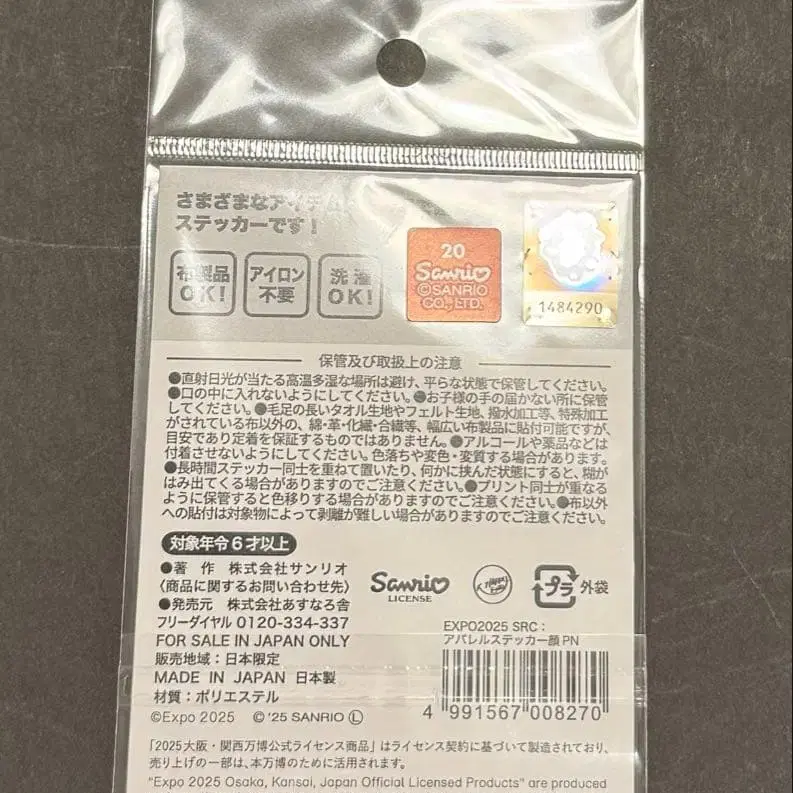 さまざまなアイテム
ステッカーです！
布製品
OK!
アイロン
不要
洗濯
OK!
20
Sanrio
©SANRIO
CO.,LTD.
1484290
保管及び取扱上の注意
●直射日光が当たる高温多湿な場所は避け、平らな状態で保管してください。
●口の中に入れないようにしてください。●お子様の手の届かない所に保管
してください。●毛足の長いタオル生地やフェルト生地、撥水加工等、特殊加工
がされている布以外の、綿・革・化繊・合繊等、幅広い布製品に貼付可能ですが、
目安であり定着を保証するものではありません。●アルコールや薬品などは
付着させないようにしてください。色落ちや変色・変質する場合があります。
●長時間ステッカー同士を重ねて置いたり、何かに挟んだ状態にすると、糊が
はみ出てくる場合がありますのでご注意ください。●プリント同士が重なる
ように保管すると色移りする場合がありますのでご注意ください。●布以外
への貼付は対象物によって剥離が難しい場合がありますのでご注意ください。
対象年令6才以上
●著 作 株式会社サンリオ
〈商品に関するお問い合わせ先〉
●発売元 株式会社あすなろ舎
フリーダイヤル 0120-334-337
FOR SALE IN JAPAN ONLY
販売地域：日本限定
MADE IN JAPAN 日本製
材質：ポリエステル
©Expo 2025 © '25 SANRIO Ⓛ
Sanrio
LICENSE
プラ 外袋
EXPO2025 SRC：
アパレルステッカー顔 PN
4 991567 008270
「2025大阪・関西万博公式ライセンス商品」はライセンス契約に基づいて製造されており、
売り上げの一部は、本万博のために活用されます。
"Expo 2025 Osaka, Kansai, Japan Official Licensed Products" are produced